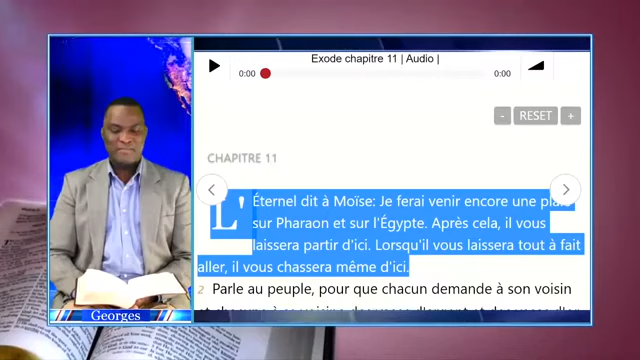 Exode chapitre 11 | Audio |
0:00
0:00
- RESET +
CHAPITRE 11
L'Éternel dit à Moïse: Je ferai venir encore une
sur Pharaon et sur l'Égypte. Après cela, il vous
laissera partir d'ici. Lorsqu'il vous laissera tout à fait
aller, il vous chassera même d'ici.
2 Parle au peuple, pour que chacun demande à son voisin
Georges